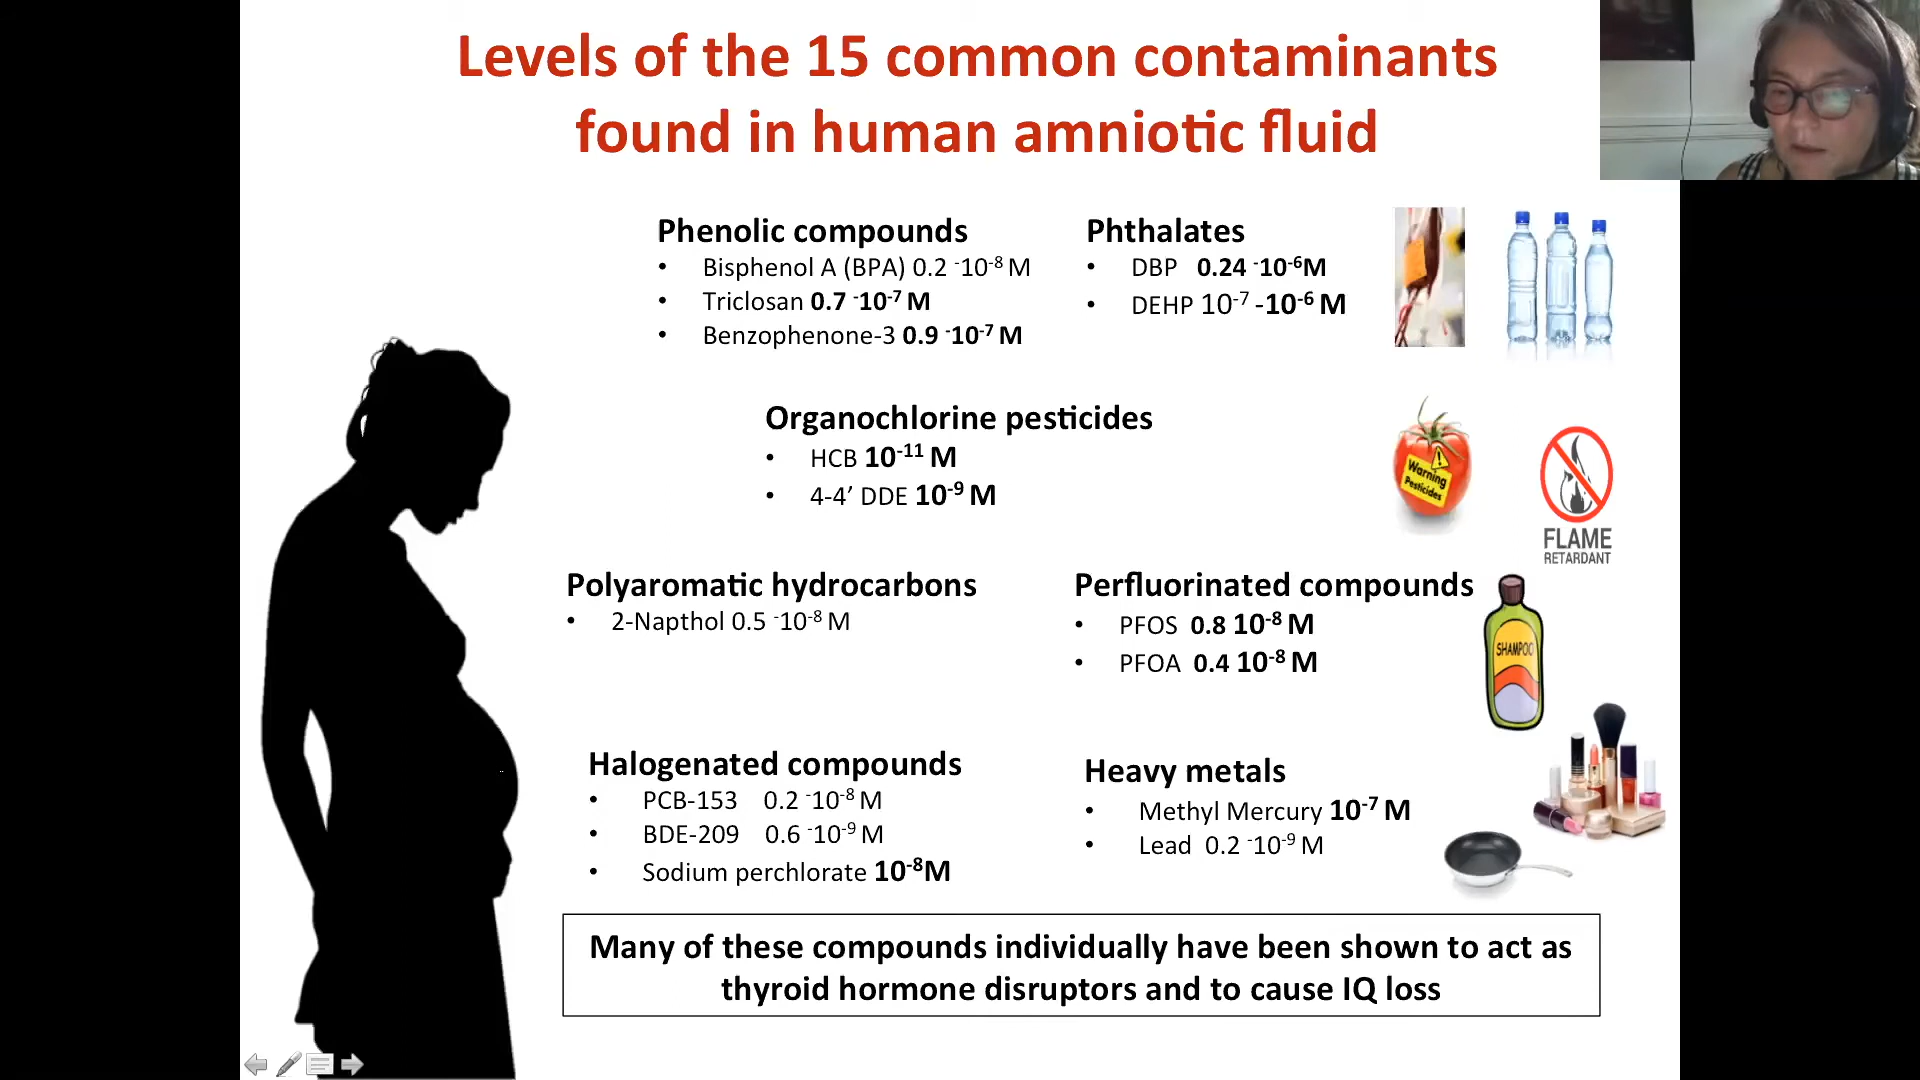 Levels of the 15 common contaminants
found in human amniotic fluid
Phenolic compounds
• Bisphenol A (BPA) 0.2 ⁻10⁻⁸ M
• Triclosan 0.7 ⁻10⁻⁷ M
• Benzophenone-3 0.9 ⁻10⁻⁷ M
Phthalates
• DBP 0.24 ⁻10⁻⁶M
• DEHP 10⁻⁷ -10⁻⁶ M
Organochlorine pesticides
• HCB 10⁻¹¹ M
• 4-4’ DDE 10⁻⁹ M
Warning
Pesticides
FLAME
RETARDANT
Polyaromatic hydrocarbons
• 2-Napthol 0.5 ⁻10⁻⁸ M
Perfluorinated compounds
• PFOS 0.8 10⁻⁸ M
• PFOA 0.4 10⁻⁸ M
SHAMPOO
Halogenated compounds
• PCB-153 0.2 ⁻10⁻⁸ M
• BDE-209 0.6 ⁻10⁻⁹ M
• Sodium perchlorate 10⁻⁸M
Heavy metals
• Methyl Mercury 10⁻⁷ M
• Lead 0.2 ⁻10⁻⁹ M
Many of these compounds individually have been shown to act as
thyroid hormone disruptors and to cause IQ loss